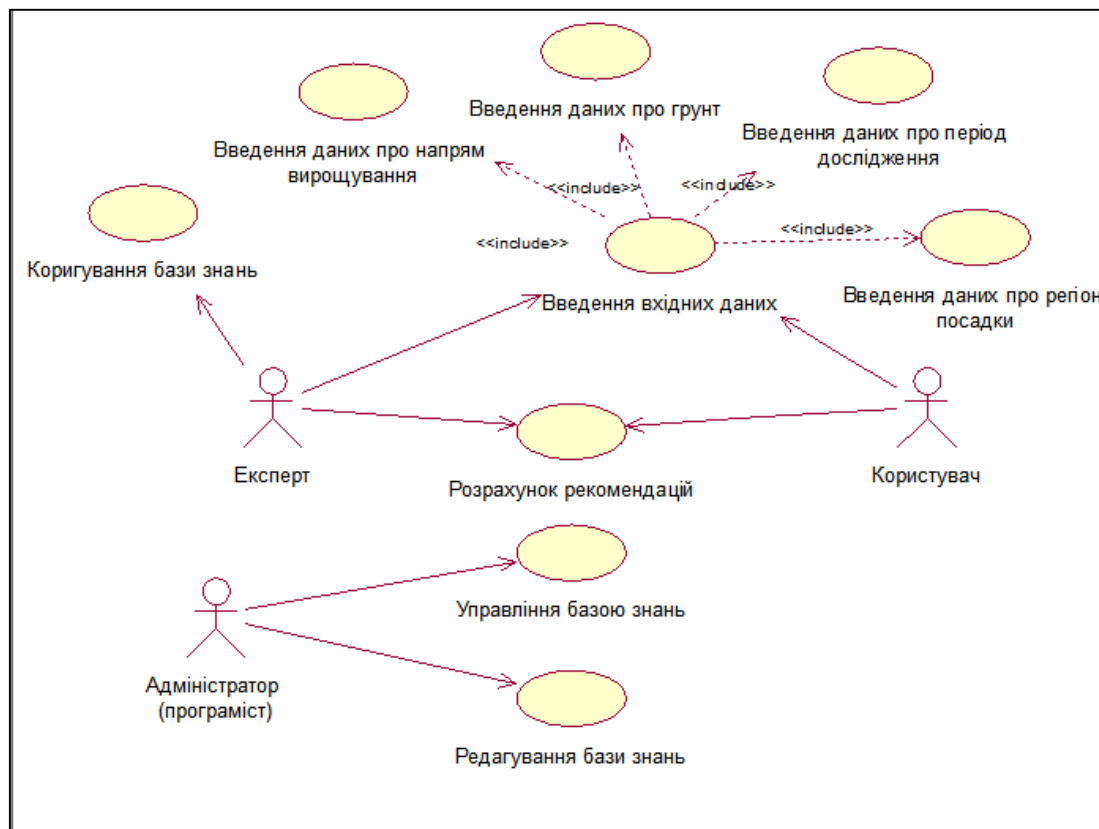 Введення даних про грунт
Введення даних про період
дослідження
Введення даних про напрям
вирощування
<<include>>
<<include>>
<<include>>
<<include>>
Коригування бази знань
Введення вхідних даних
Введення даних про регіон
посадки
Експерт
Розрахунок рекомендацій
Користувач
Управління базою знань
Адміністратор
(програміст)
Редагування бази знань